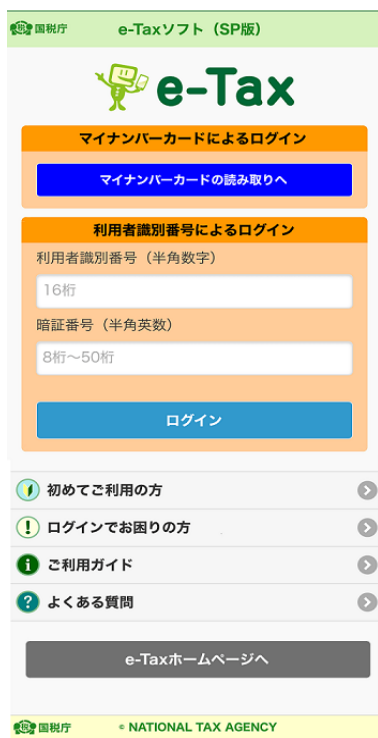 国税庁 e-Taxソフト（SP版）
e-Tax
マイナンバーカードによるログイン
マイナンバーカードの読み取りへ
利用者識別番号によるログイン
利用者識別番号（半角数字）
16桁
暗証番号（半角英数）
8桁～50桁
ログイン
初めてご利用の方
ログインでお困りの方
ご利用ガイド
よくある質問
e-Taxホームページへ
国税庁 © NATIONAL TAX AGENCY